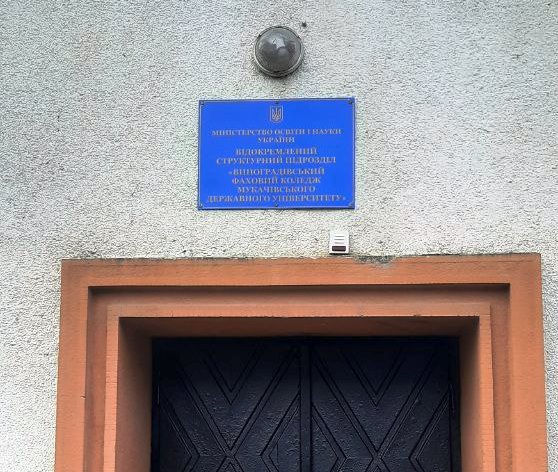 МІНІСТЕРСТВО ОСВІТИ І НАУКИ
УКРАЇНИ
ВІДОКРЕМЛЕНИЙ
СТРУКТУРНИЙ ПІДРОЗДІЛ
«ВИНОГРАДІВСЬКИЙ
ФАХОВИЙ КОЛЕДЖ
МУКАЧІВСЬКОГО
ДЕРЖАВНОГО УНІВЕРСИТЕТУ»